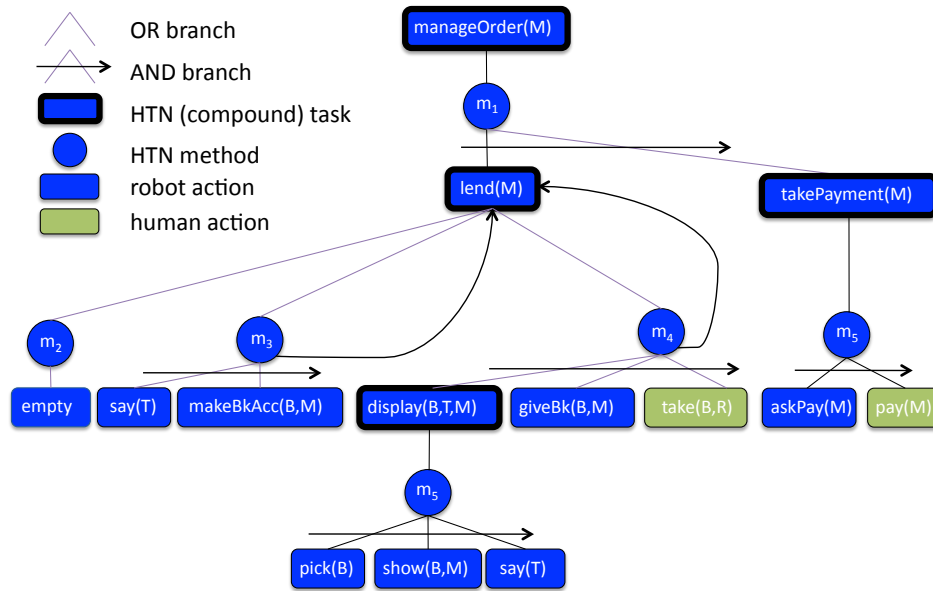 OR branch
AND branch
HTN (compound) task
HTN method
robot action
human action
manageOrder(M)
m₁
lend(M)
takePayment(M)
m₂
m₃
m₄
m₅
empty
say(T)
makeBkAcc(B,M)
display(B,T,M)
giveBk(B,M)
take(B,R)
askPay(M)
pay(M)
m₅
pick(B)
show(B,M)
say(T)